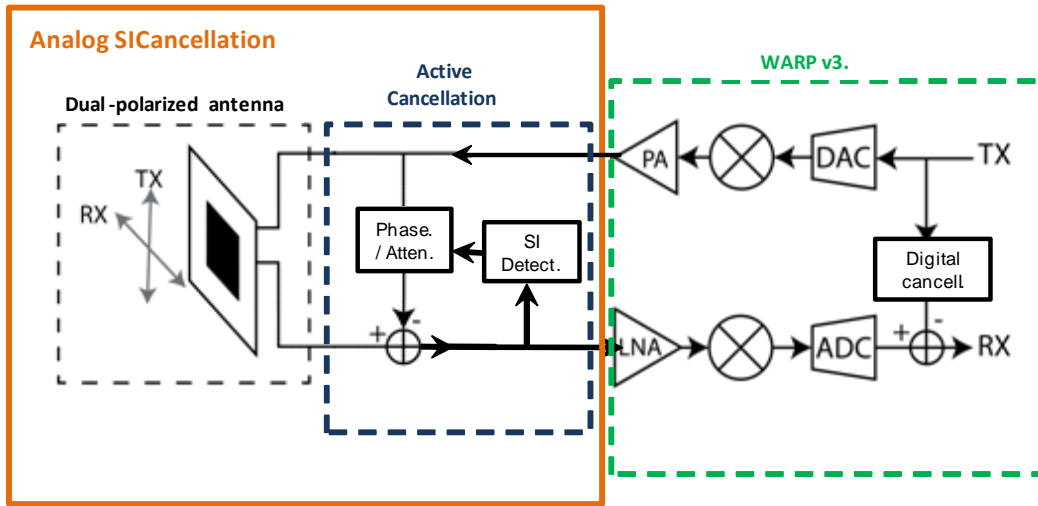 Analog SICancellation
WARP v3.
Active
Cancellation
Dual-polarized antenna
TX
RX
Phase.
/ Atten.
SI
Detect.
+
-
PA
DAC
TX
Digital
cancell.
LNA
ADC
+
-
RX